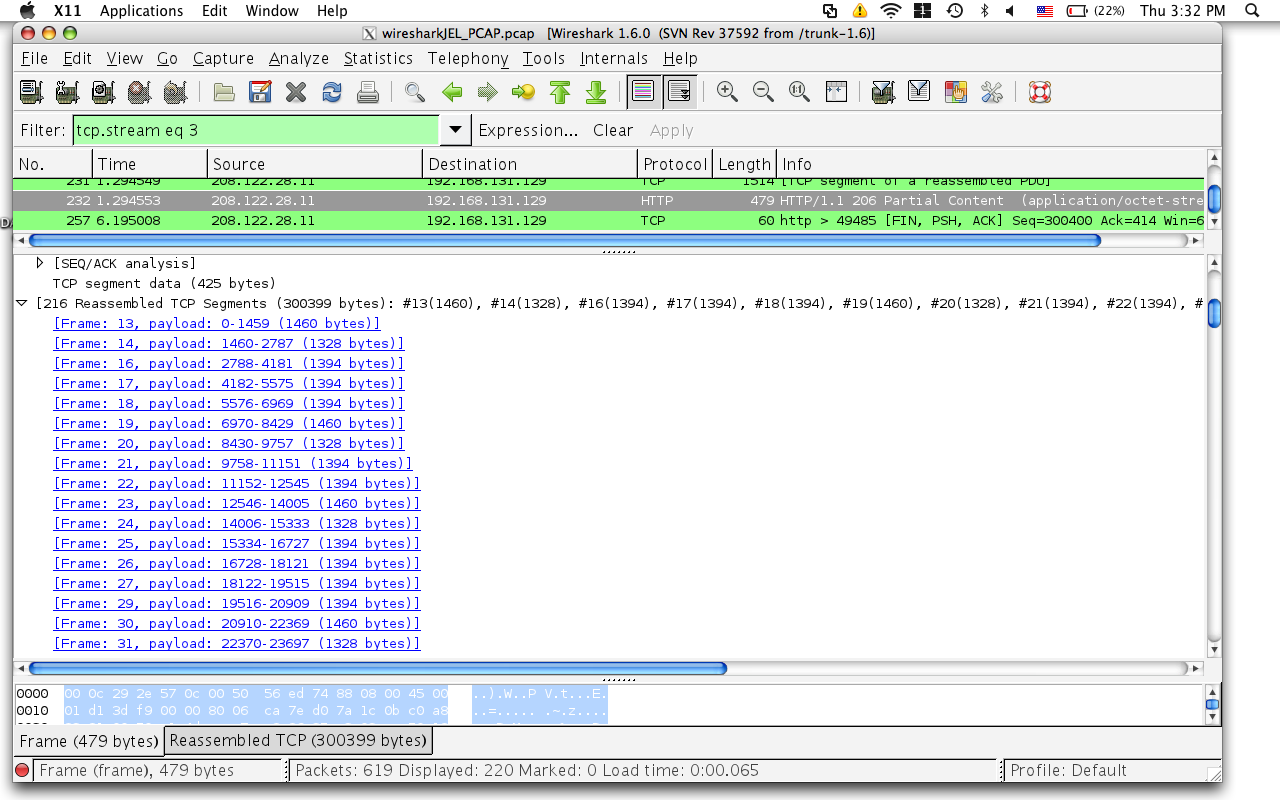 X11 Applications Edit Window Help (22%) Thu 3:32 PM
wiresharkJEL_PCAP.pcap [Wireshark 1.6.0 (SVN Rev 37592 from /trunk-1.6)]
File Edit View Go Capture Analyze Statistics Telephony Tools Internals Help
Filter: tcp.stream eq 3 Expression... Clear Apply
No. Time Source Destination Protocol Length Info
231 1.294549 208.122.28.11 192.168.131.129 TCP 1514 [TCP segment of a reassembled PDU]
232 1.294553 208.122.28.11 192.168.131.129 HTTP 479 HTTP/1.1 206 Partial Content (application/octet-stre
257 6.195008 208.122.28.11 192.168.131.129 TCP 60 http > 49485 [FIN, PSH, ACK] Seq=300400 Ack=414 Win=6
[SEQ/ACK analysis]
TCP segment data (425 bytes)
[216 Reassembled TCP Segments (300399 bytes): #13(1460), #14(1328), #16(1394), #17(1394), #18(1394), #19(1460), #20(1328), #21(1394), #22(1394), #
[Frame: 13, payload: 0-1459 (1460 bytes)]
[Frame: 14, payload: 1460-2787 (1328 bytes)]
[Frame: 16, payload: 2788-4181 (1394 bytes)]
[Frame: 17, payload: 4182-5575 (1394 bytes)]
[Frame: 18, payload: 5576-6969 (1394 bytes)]
[Frame: 19, payload: 6970-8429 (1460 bytes)]
[Frame: 20, payload: 8430-9757 (1328 bytes)]
[Frame: 21, payload: 9758-11151 (1394 bytes)]
[Frame: 22, payload: 11152-12545 (1394 bytes)]
[Frame: 23, payload: 12546-14005 (1460 bytes)]
[Frame: 24, payload: 14006-15333 (1328 bytes)]
[Frame: 25, payload: 15334-16727 (1394 bytes)]
[Frame: 26, payload: 16728-18121 (1394 bytes)]
[Frame: 27, payload: 18122-19515 (1394 bytes)]
[Frame: 29, payload: 19516-20909 (1394 bytes)]
[Frame: 30, payload: 20910-22369 (1460 bytes)]
[Frame: 31, payload: 22370-23697 (1328 bytes)]
0000 00 0c 29 2e 57 0c 00 50 56 ed 74 88 08 00 45 00 ..).W..P V.t...E.
0010 01 d1 3d f9 00 00 80 06 ca 7e d0 7a 1c 0b c0 a8 ..=..... .~.z....
Frame (479 bytes) Reassembled TCP (300399 bytes)
Frame (frame), 479 bytes Packets: 619 Displayed: 220 Marked: 0 Load time: 0:00.065 Profile: Default